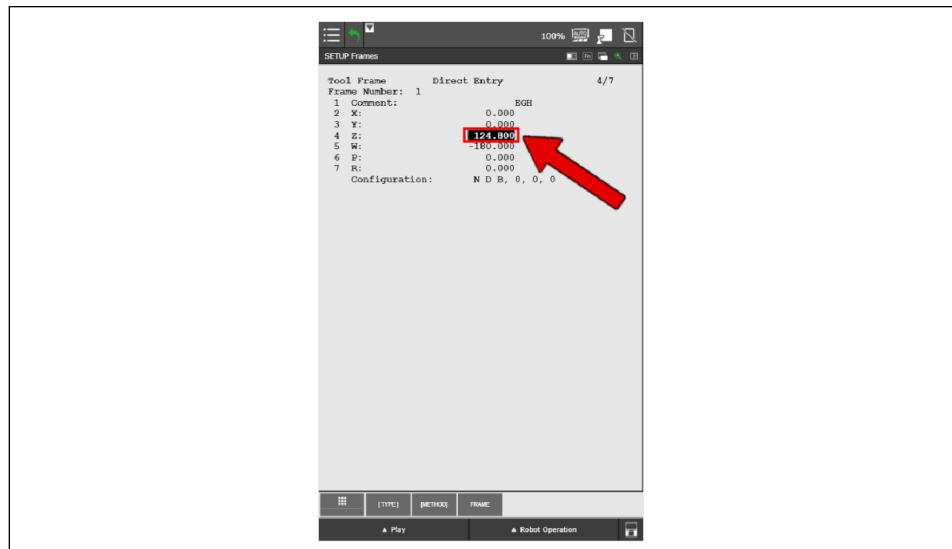 100% AUTO
SETUP Frames
Tool Frame Direct Entry 4/7
Frame Number: 1
1 Comment: EGH
2 X: 0.000
3 Y: 0.000
4 Z: 124.800
5 W: -180.000
6 P: 0.000
7 R: 0.000
Configuration: N D B, 0, 0, 0
[TYPE] [METHOD] FRAME
▲ Play ▲ Robot Operation